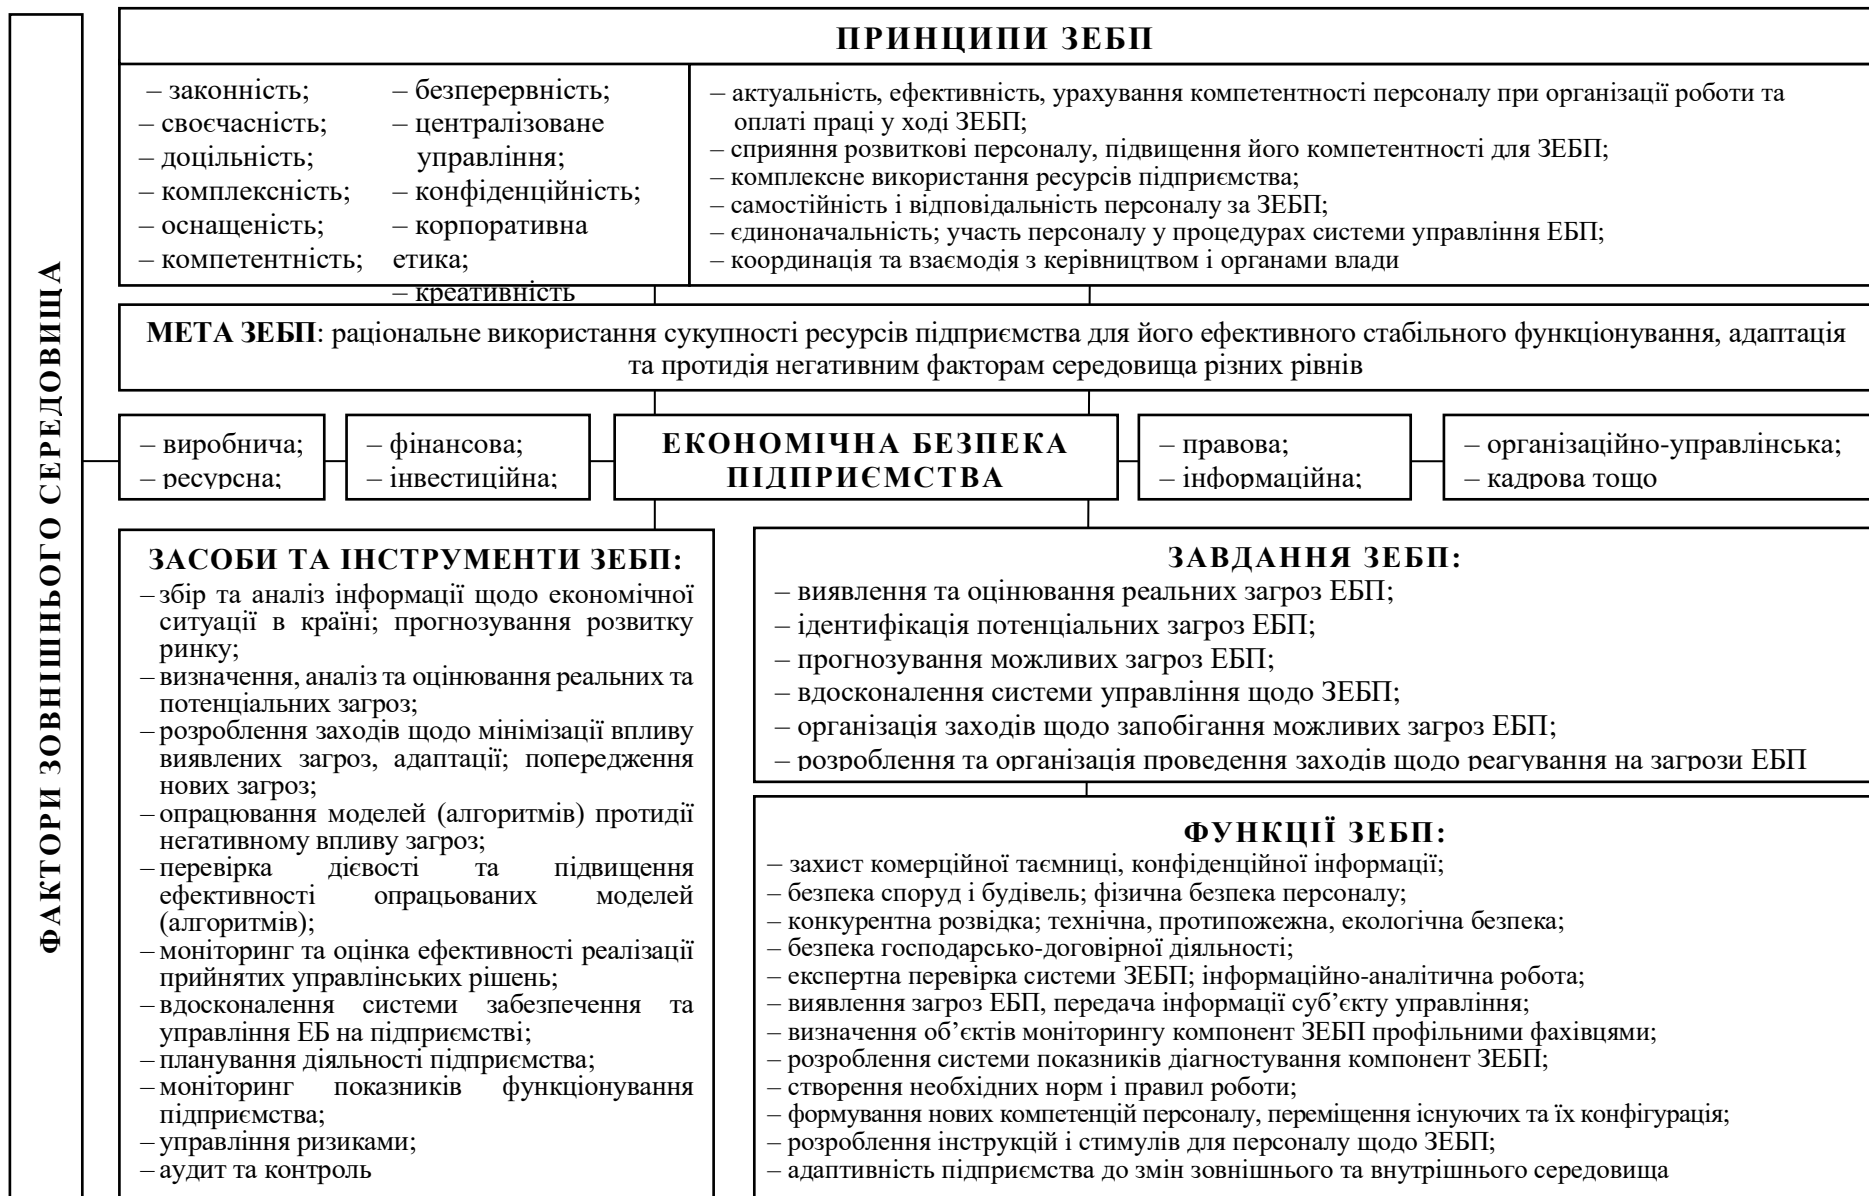 ФАКТОРИ ЗОВНІШНЬОГО СЕРЕДОВИЩА
ПРИНЦИПИ ЗЕБП
– законність;
– своєчасність;
– доцільність;
– комплексність;
– оснащеність;
– компетентність;
– безперервність;
– централізоване
управління;
– конфіденційність;
– корпоративна
етика;
– креативність
– актуальність, ефективність, урахування компетентності персоналу при організації роботи та
оплаті праці у ході ЗЕБП;
– сприяння розвиткові персоналу, підвищення його компетентності для ЗЕБП;
– комплексне використання ресурсів підприємства;
– самостійність і відповідальність персоналу за ЗЕБП;
– єдиноначальність; участь персоналу у процедурах системи управління ЕБП;
– координація та взаємодія з керівництвом і органами влади
МЕТА ЗЕБП: раціональне використання сукупності ресурсів підприємства для його ефективного стабільного функціонування, адаптація
та протидія негативним факторам середовища різних рівнів
– виробнича;
– ресурсна;
– фінансова;
– інвестиційна;
ЕКОНОМІЧНА БЕЗПЕКА
ПІДПРИЄМСТВА
– правова;
– інформаційна;
– організаційно-управлінська;
– кадрова тощо
ЗАСОБИ ТА ІНСТРУМЕНТИ ЗЕБП:
– збір та аналіз інформації щодо економічної
ситуації в країні; прогнозування розвитку
ринку;
– визначення, аналіз та оцінювання реальних та
потенціальних загроз;
– розроблення заходів щодо мінімізації впливу
виявлених загроз, адаптації; попередження
нових загроз;
– опрацювання моделей (алгоритмів) протидії
негативному впливу загроз;
– перевірка дієвості та підвищення
ефективності опрацьованих моделей
(алгоритмів);
– моніторинг та оцінка ефективності реалізації
прийнятих управлінських рішень;
– вдосконалення системи забезпечення та
управління ЕБ на підприємстві;
– планування діяльності підприємства;
– моніторинг показників функціонування
підприємства;
– управління ризиками;
– аудит та контроль
ЗАВДАННЯ ЗЕБП:
– виявлення та оцінювання реальних загроз ЕБП;
– ідентифікація потенціальних загроз ЕБП;
– прогнозування можливих загроз ЕБП;
– вдосконалення системи управління щодо ЗЕБП;
– організація заходів щодо запобігання можливих загроз ЕБП;
– розроблення та організація проведення заходів щодо реагування на загрози ЕБП
ФУНКЦІЇ ЗЕБП:
– захист комерційної таємниці, конфіденційної інформації;
– безпека споруд і будівель; фізична безпека персоналу;
– конкурентна розвідка; технічна, протипожежна, екологічна безпека;
– безпека господарсько-договірної діяльності;
– експертна перевірка системи ЗЕБП; інформаційно-аналітична робота;
– виявлення загроз ЕБП, передача інформації суб’єкту управління;
– визначення об’єктів моніторингу компонент ЗЕБП профільними фахівцями;
– розроблення системи показників діагностування компонент ЗЕБП;
– створення необхідних норм і правил роботи;
– формування нових компетенцій персоналу, переміщення існуючих та їх конфігурація;
– розроблення інструкцій і стимулів для персоналу щодо ЗЕБП;
– адаптивність підприємства до змін зовнішнього та внутрішнього середовища